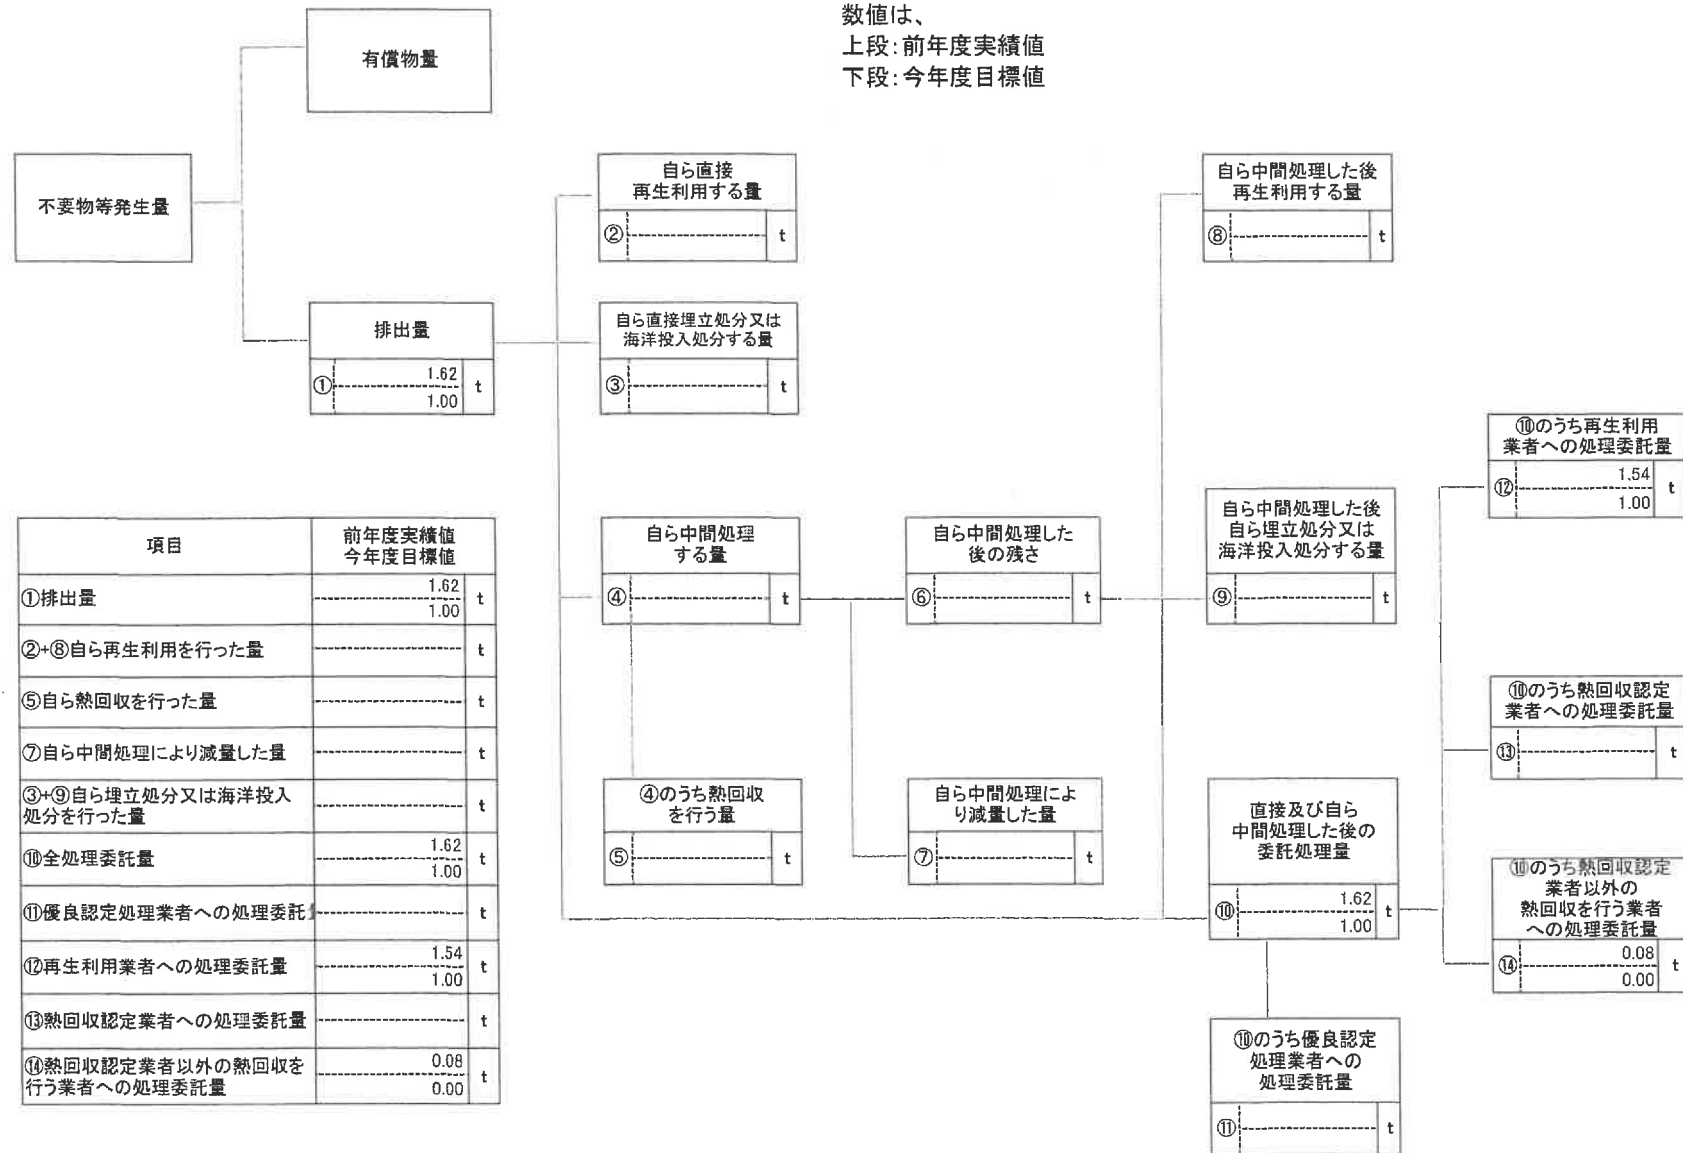 数値は、
上段:前年度実績値
下段:今年度目標値
有償物量
不要物等発生量
排出量
① 1.62 t
1.00
自ら直接
再生利用する量
② t
自ら直接埋立処分又は
海洋投入処分する量
③ t
自ら中間処理
する量
④ t
④のうち熱回収
を行う量
⑤ t
自ら中間処理した
後の残さ
⑥ t
自ら中間処理によ
り減量した量
⑦ t
自ら中間処理した後
再生利用する量
⑧ t
自ら中間処理した後
自ら埋立処分又は
海洋投入処分する量
⑨ t
直接及び自ら
中間処理した後の
委託処理量
⑩ 1.62 t
1.00
⑩のうち優良認定
処理業者への
処理委託量
⑪ t
⑩のうち再生利用
業者への処理委託量
⑫ 1.54 t
1.00
⑩のうち熱回収認定
業者への処理委託量
⑬ t
⑩のうち熱回収認定
業者以外の
熱回収を行う業者
への処理委託量
⑭ 0.08 t
0.00
項目 前年度実績値
今年度目標値
①排出量 1.62 t
1.00
②+⑧自ら再生利用を行った量 t
⑤自ら熱回収を行った量 t
⑦自ら中間処理により減量した量 t
③+⑨自ら埋立処分又は海洋投入
処分を行った量 t
⑩全処理委託量 1.62 t
1.00
⑪優良認定処理業者への処理委託 t
⑫再生利用業者への処理委託量 1.54 t
1.00
⑬熱回収認定業者への処理委託量 t
⑭熱回収認定業者以外の熱回収を
行う業者への処理委託量 0.08 t
0.00